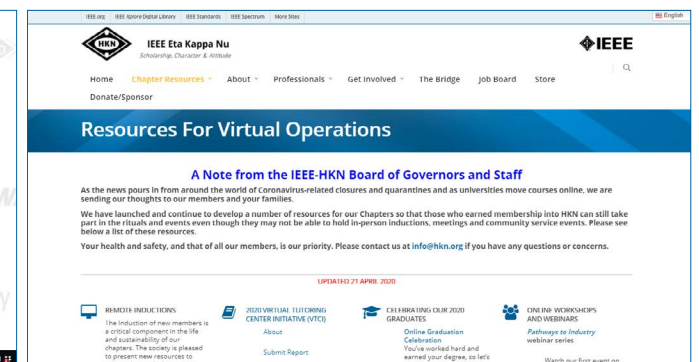 IEEE.org IEEE Xplore Digital Library IEEE Standards IEEE Spectrum More Sites
English
HKN
IEEE Eta Kappa Nu
Scholarship, Character & Attitude
IEEE
Home Chapter Resources About Professionals Get Involved The Bridge Job Board Store
Donate/Sponsor
Resources For Virtual Operations
A Note from the IEEE-HKN Board of Governors and Staff
As the news pours in from around the world of Coronavirus-related closures and quarantines and as universities move courses online, we are
sending our thoughts to our members and your families.
We have launched and continue to develop a number of resources for our Chapters so that those who earned membership into HKN can still take
part in the rituals and events even though they may not be able to hold in-person inductions, meetings and community service events. Please see
below a list of these resources.
Your health and safety, and that of all our members, is our priority. Please contact us at info@hkn.org if you have any questions or concerns.
UPDATED 21 APRIL 2020
REMOTE INDUCTIONS
The Induction of new members is
a critical component in the life
and sustainability of our
chapters. The society is pleased
to present new resources to
2020 VIRTUAL TUTORING
CENTER INITIATIVE (VTCI)
About
Submit Report
CELEBRATING OUR 2020
GRADUATES
Online Graduation
Celebration
You've worked hard and
earned your degree, so let's
ONLINE WORKSHOPS
AND WEBINARS
Pathways to Industry
webinar series
Watch our first event on